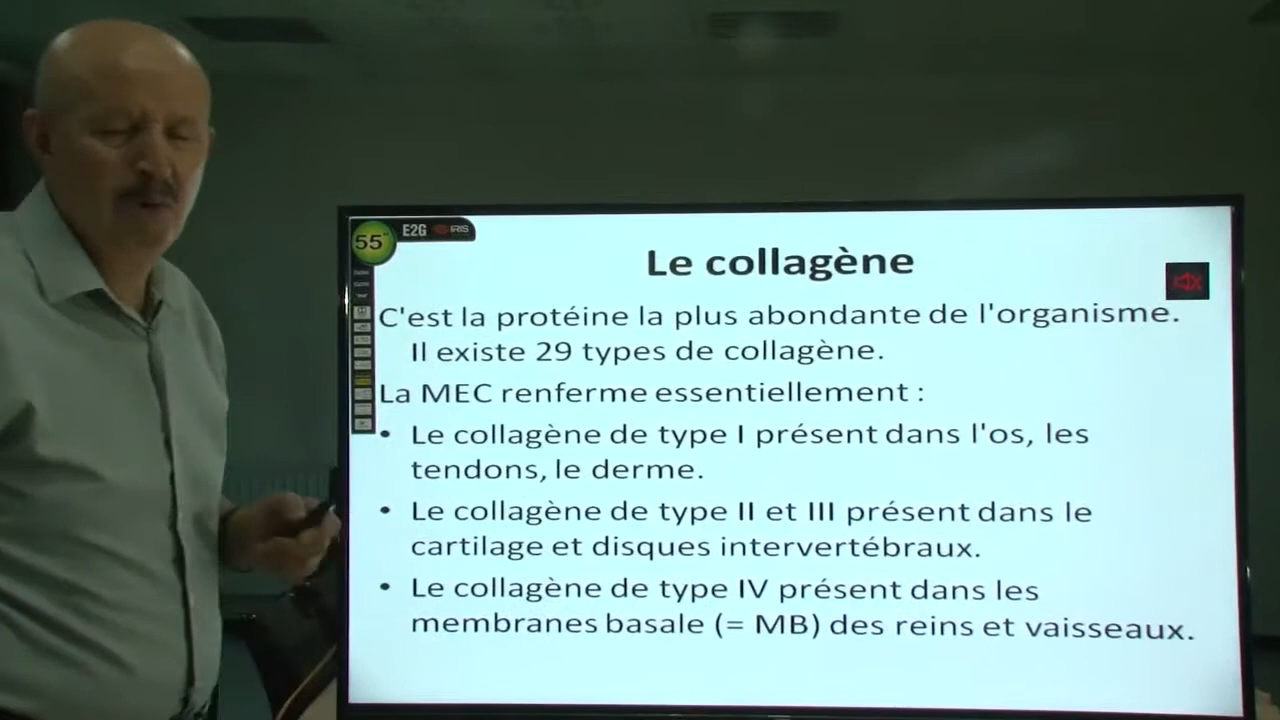 55"
E2G IRIS
Le collagène
C'est la protéine la plus abondante de l'organisme.
Il existe 29 types de collagène.
La MEC renferme essentiellement :
• Le collagène de type I présent dans l'os, les
tendons, le derme.
• Le collagène de type II et III présent dans le
cartilage et disques intervertébraux.
• Le collagène de type IV présent dans les
membranes basale (= MB) des reins et vaisseaux.